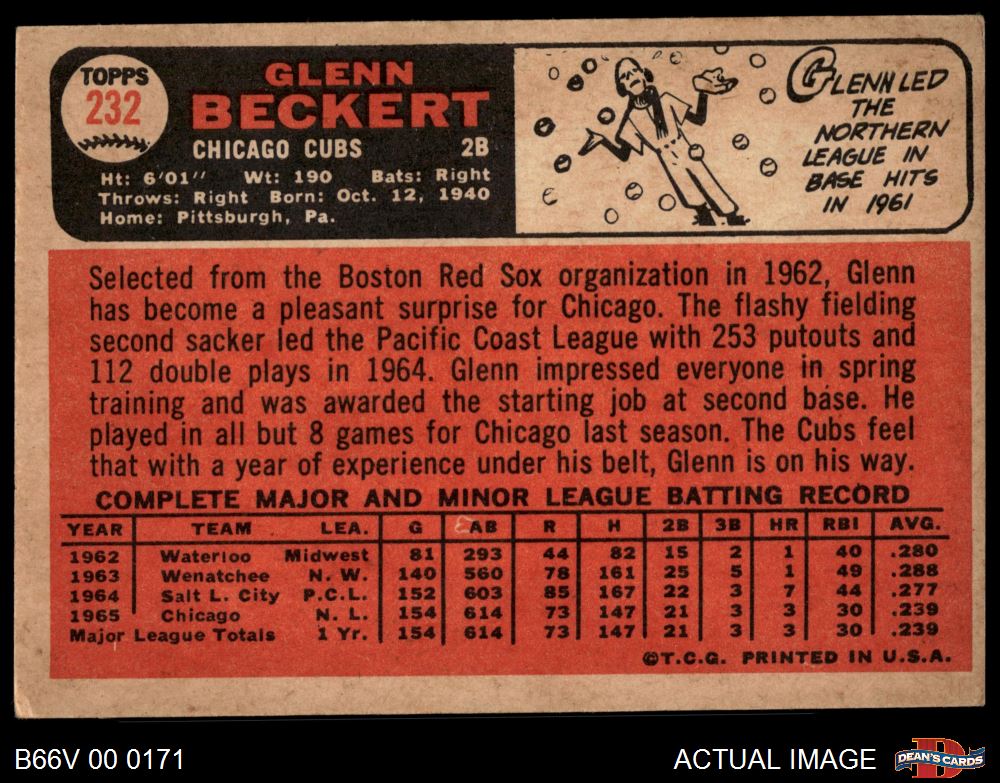 TOPPS
232
GLENN
BECKERT
CHICAGO CUBS 2B
Ht: 6'01" Wt: 190 Bats: Right
Throws: Right Born: Oct. 12, 1940
Home: Pittsburgh, Pa.
GLENN LED
THE
NORTHERN
LEAGUE IN
BASE HITS
IN 1961
Selected from the Boston Red Sox organization in 1962, Glenn
has become a pleasant surprise for Chicago. The flashy fielding
second sacker led the Pacific Coast League with 253 putouts and
112 double plays in 1964. Glenn impressed everyone in spring
training and was awarded the starting job at second base. He
played in all but 8 games for Chicago last season. The Cubs feel
that with a year of experience under his belt, Glenn is on his way.
COMPLETE MAJOR AND MINOR LEAGUE BATTING RECORD
YEAR TEAM LEA. G AB R H 2B 3B HR RBI AVG.
1962 Waterloo Midwest 81 293 44 82 15 2 1 40 .280
1963 Wenatchee N. W. 140 560 78 161 25 5 1 49 .288
1964 Salt L. City P.C.L. 152 603 85 167 22 3 7 44 .277
1965 Chicago N. L. 154 614 73 147 21 3 3 30 .239
Major League Totals 1 Yr. 154 614 73 147 21 3 3 30 .239
©T.C.G. PRINTED IN U.S.A.
B66V 00 0171
ACTUAL IMAGE
DEAN'S CARDS